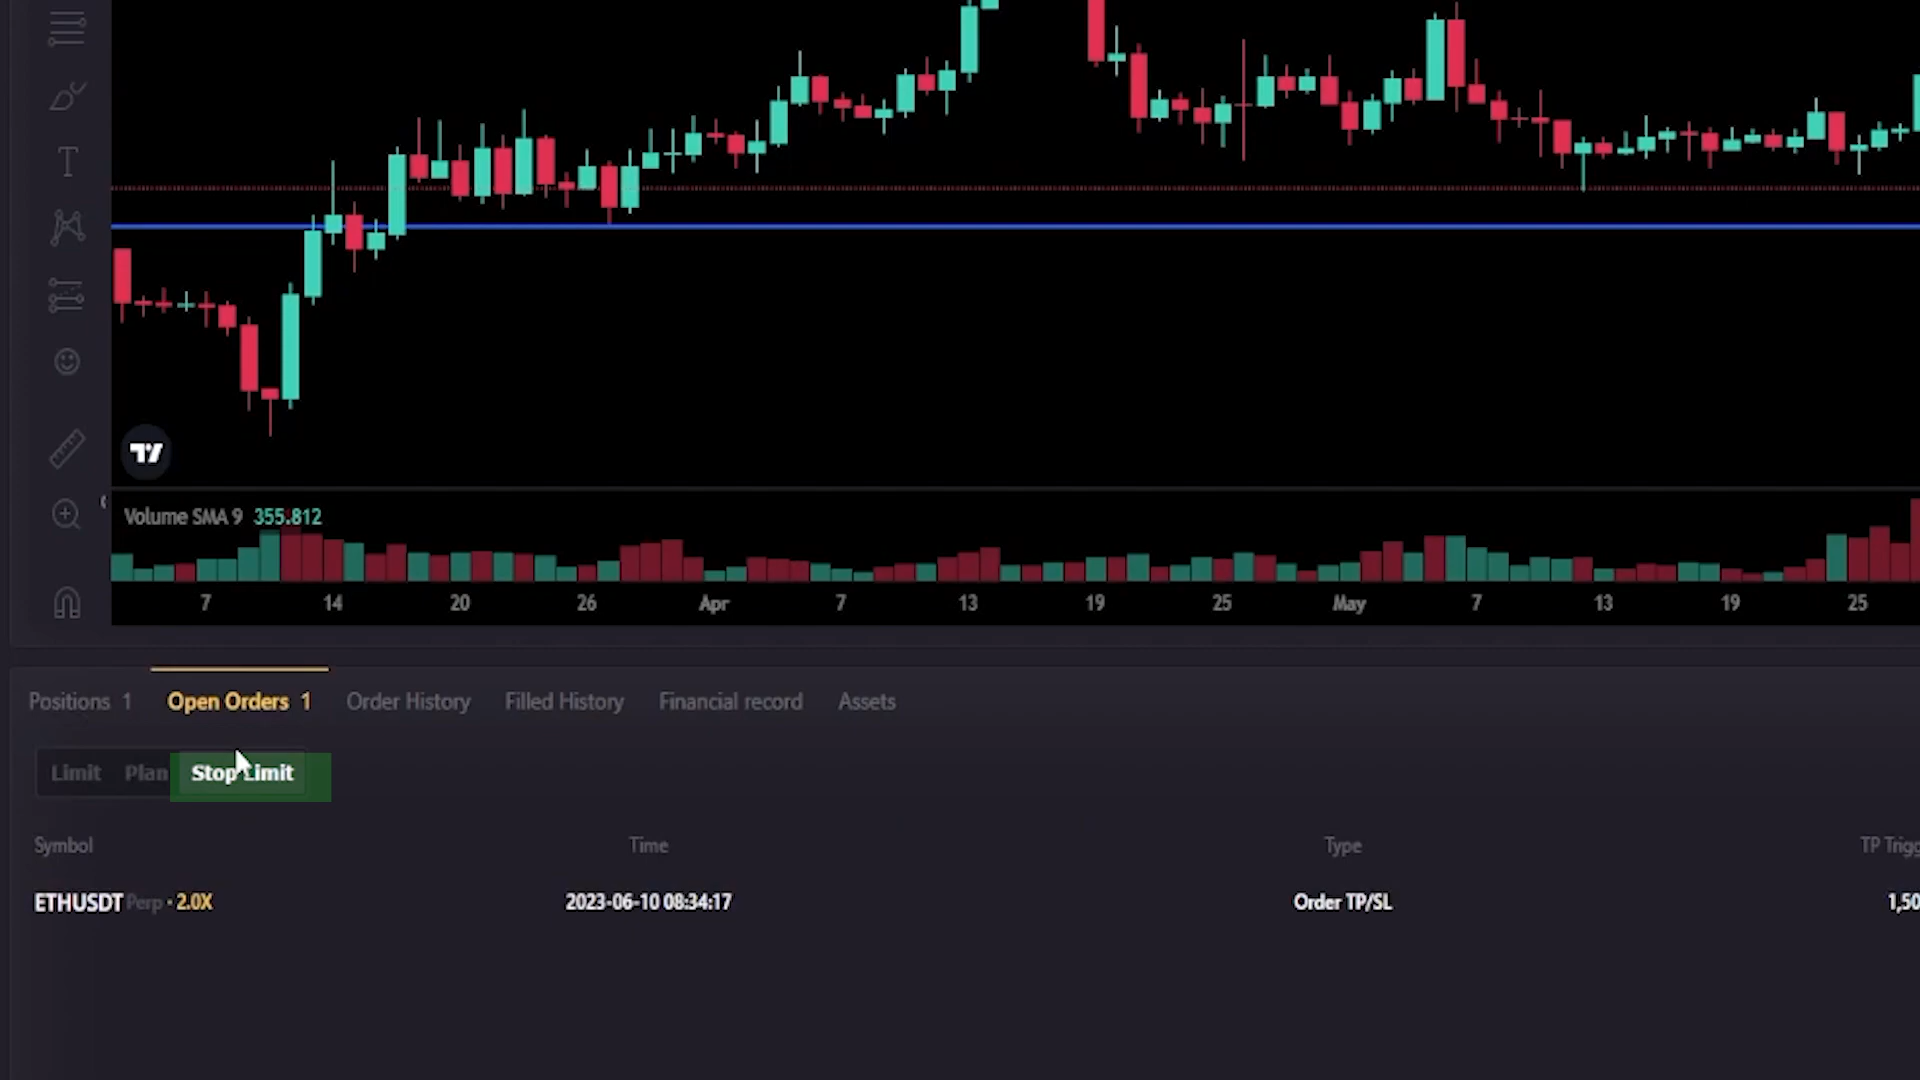 Volume SMA 9 355.812
7 14 20 26 Apr 7 13 19 25 May 7 13 19 25
Positions 1 Open Orders 1 Order History Filled History Financial record Assets
Limit Plan Stop Limit
Symbol Time Type TP Trigg
ETHUSDT Perp · 2.0X 2023-06-10 08:34:17 Order TP/SL 1,50